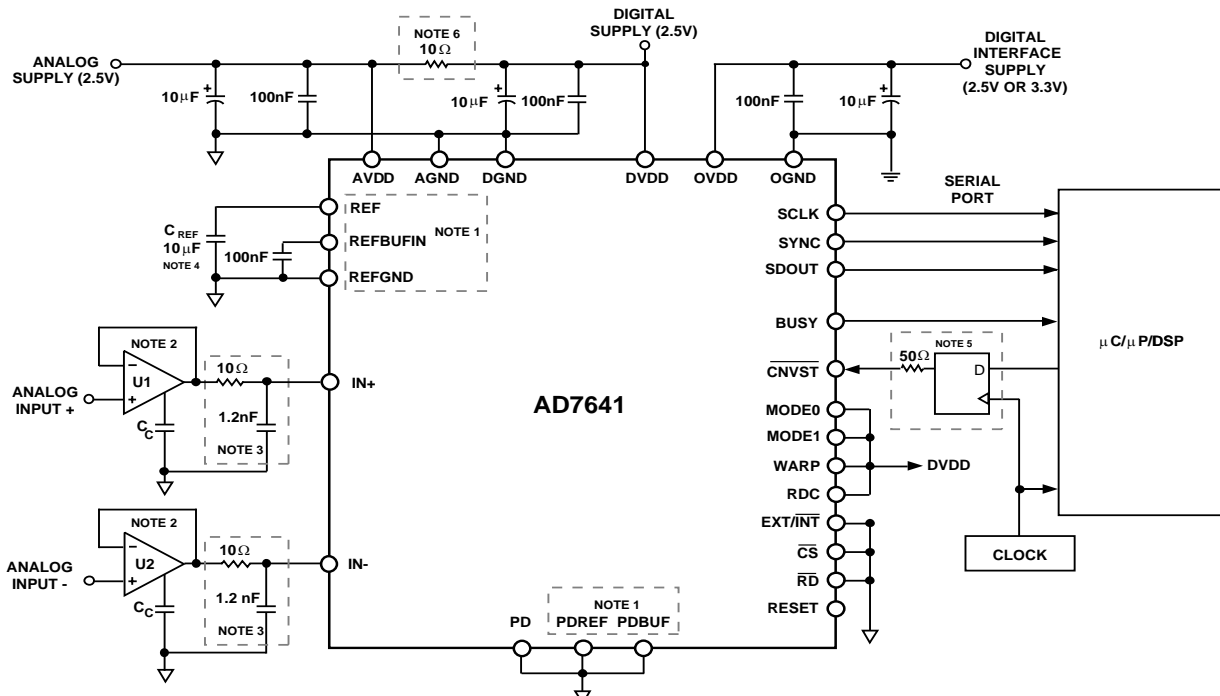 NOTE 6
10Ω
DIGITAL
SUPPLY (2.5V)
ANALOG
SUPPLY (2.5V)
DIGITAL
INTERFACE
SUPPLY
(2.5V OR 3.3V)
10μF
+
100nF
10μF
+
100nF
100nF
10μF
+
AVDD
AGND
DGND
DVDD
OVDD
OGND
SERIAL
PORT
REF
REFBUFIN
REFGND
NOTE 1
CREF
10μF
NOTE 4
100nF
SCLK
SYNC
SDOUT
BUSY
CNVST
MODE0
MODE1
WARP
RDC
EXT/INT
CS
RD
RESET
DVDD
NOTE 5
50Ω
D
μC/μP/DSP
CLOCK
AD7641
NOTE 2
−
U1
+
ANALOG
INPUT +
CC
10Ω
1.2nF
NOTE 3
IN+
NOTE 2
−
U2
+
ANALOG
INPUT -
CC
10Ω
1.2 nF
NOTE 3
IN-
NOTE 1
PD
PDREF
PDBUF